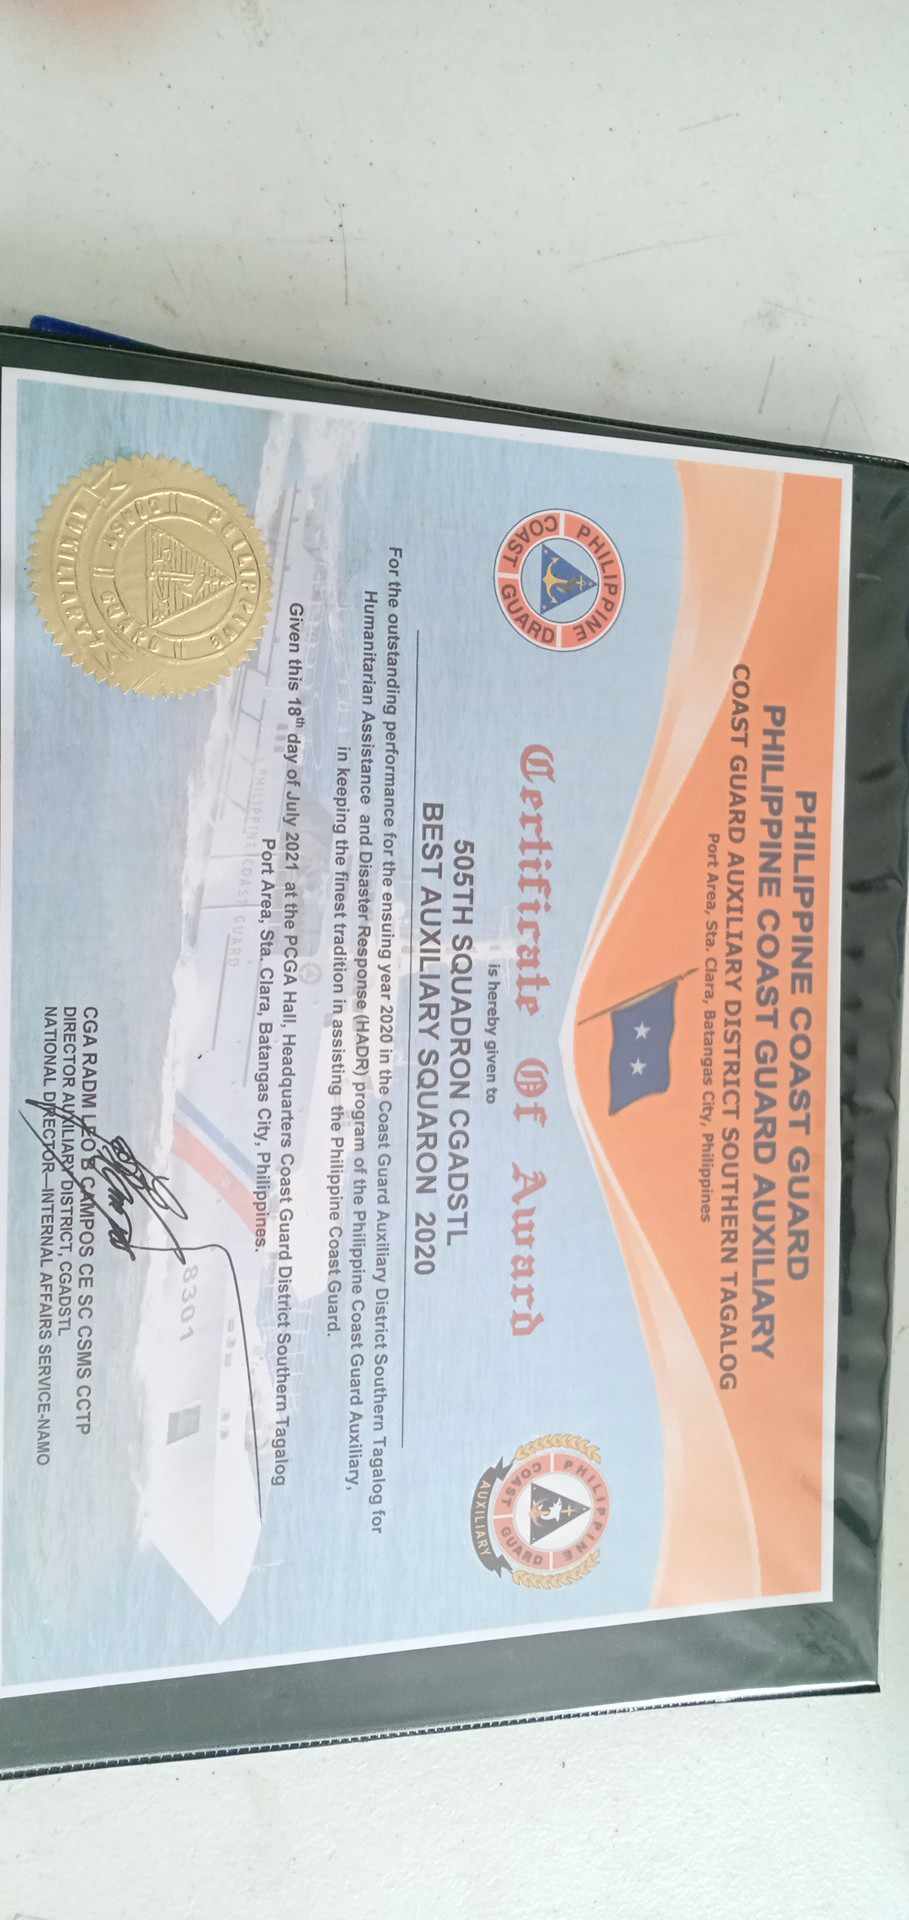 PHILIPPINE COAST GUARD
PHILIPPINE COAST GUARD AUXILIARY
COAST GUARD AUXILIARY DISTRICT SOUTHERN TAGALOG
Port Area, Sta. Clara, Batangas City, Philippines
PHILIPPINE COAST GUARD
PHILIPPINE COAST GUARD
AUXILIARY
Certificate Of Award
is hereby given to
505TH SQUADRON CGADSTL
BEST AUXILIARY SQUARON 2020
For the outstanding performance for the ensuing year 2020 in the Coast Guard Auxiliary District Southern Tagalog for
Humanitarian Assistance and Disaster Response (HADR) program of the Philippine Coast Guard Auxiliary,
in keeping the finest tradition in assisting the Philippine Coast Guard.
Given this 18th day of July 2021 at the PCGA Hall, Headquarters Coast Guard District Southern Tagalog
Port Area, Sta. Clara, Batangas City, Philippines.
PHILIPPINE COAST GUARD
8301
PHILIPPINE COAST GUARD
AUXILIARY
CGA RADM LEO B CAMPOS CE SC CSMS CCTP
DIRECTOR AUXILIARY DISTRICT, CGADSTL
NATIONAL DIRECTOR—INTERNAL AFFAIRS SERVICE-NAMO